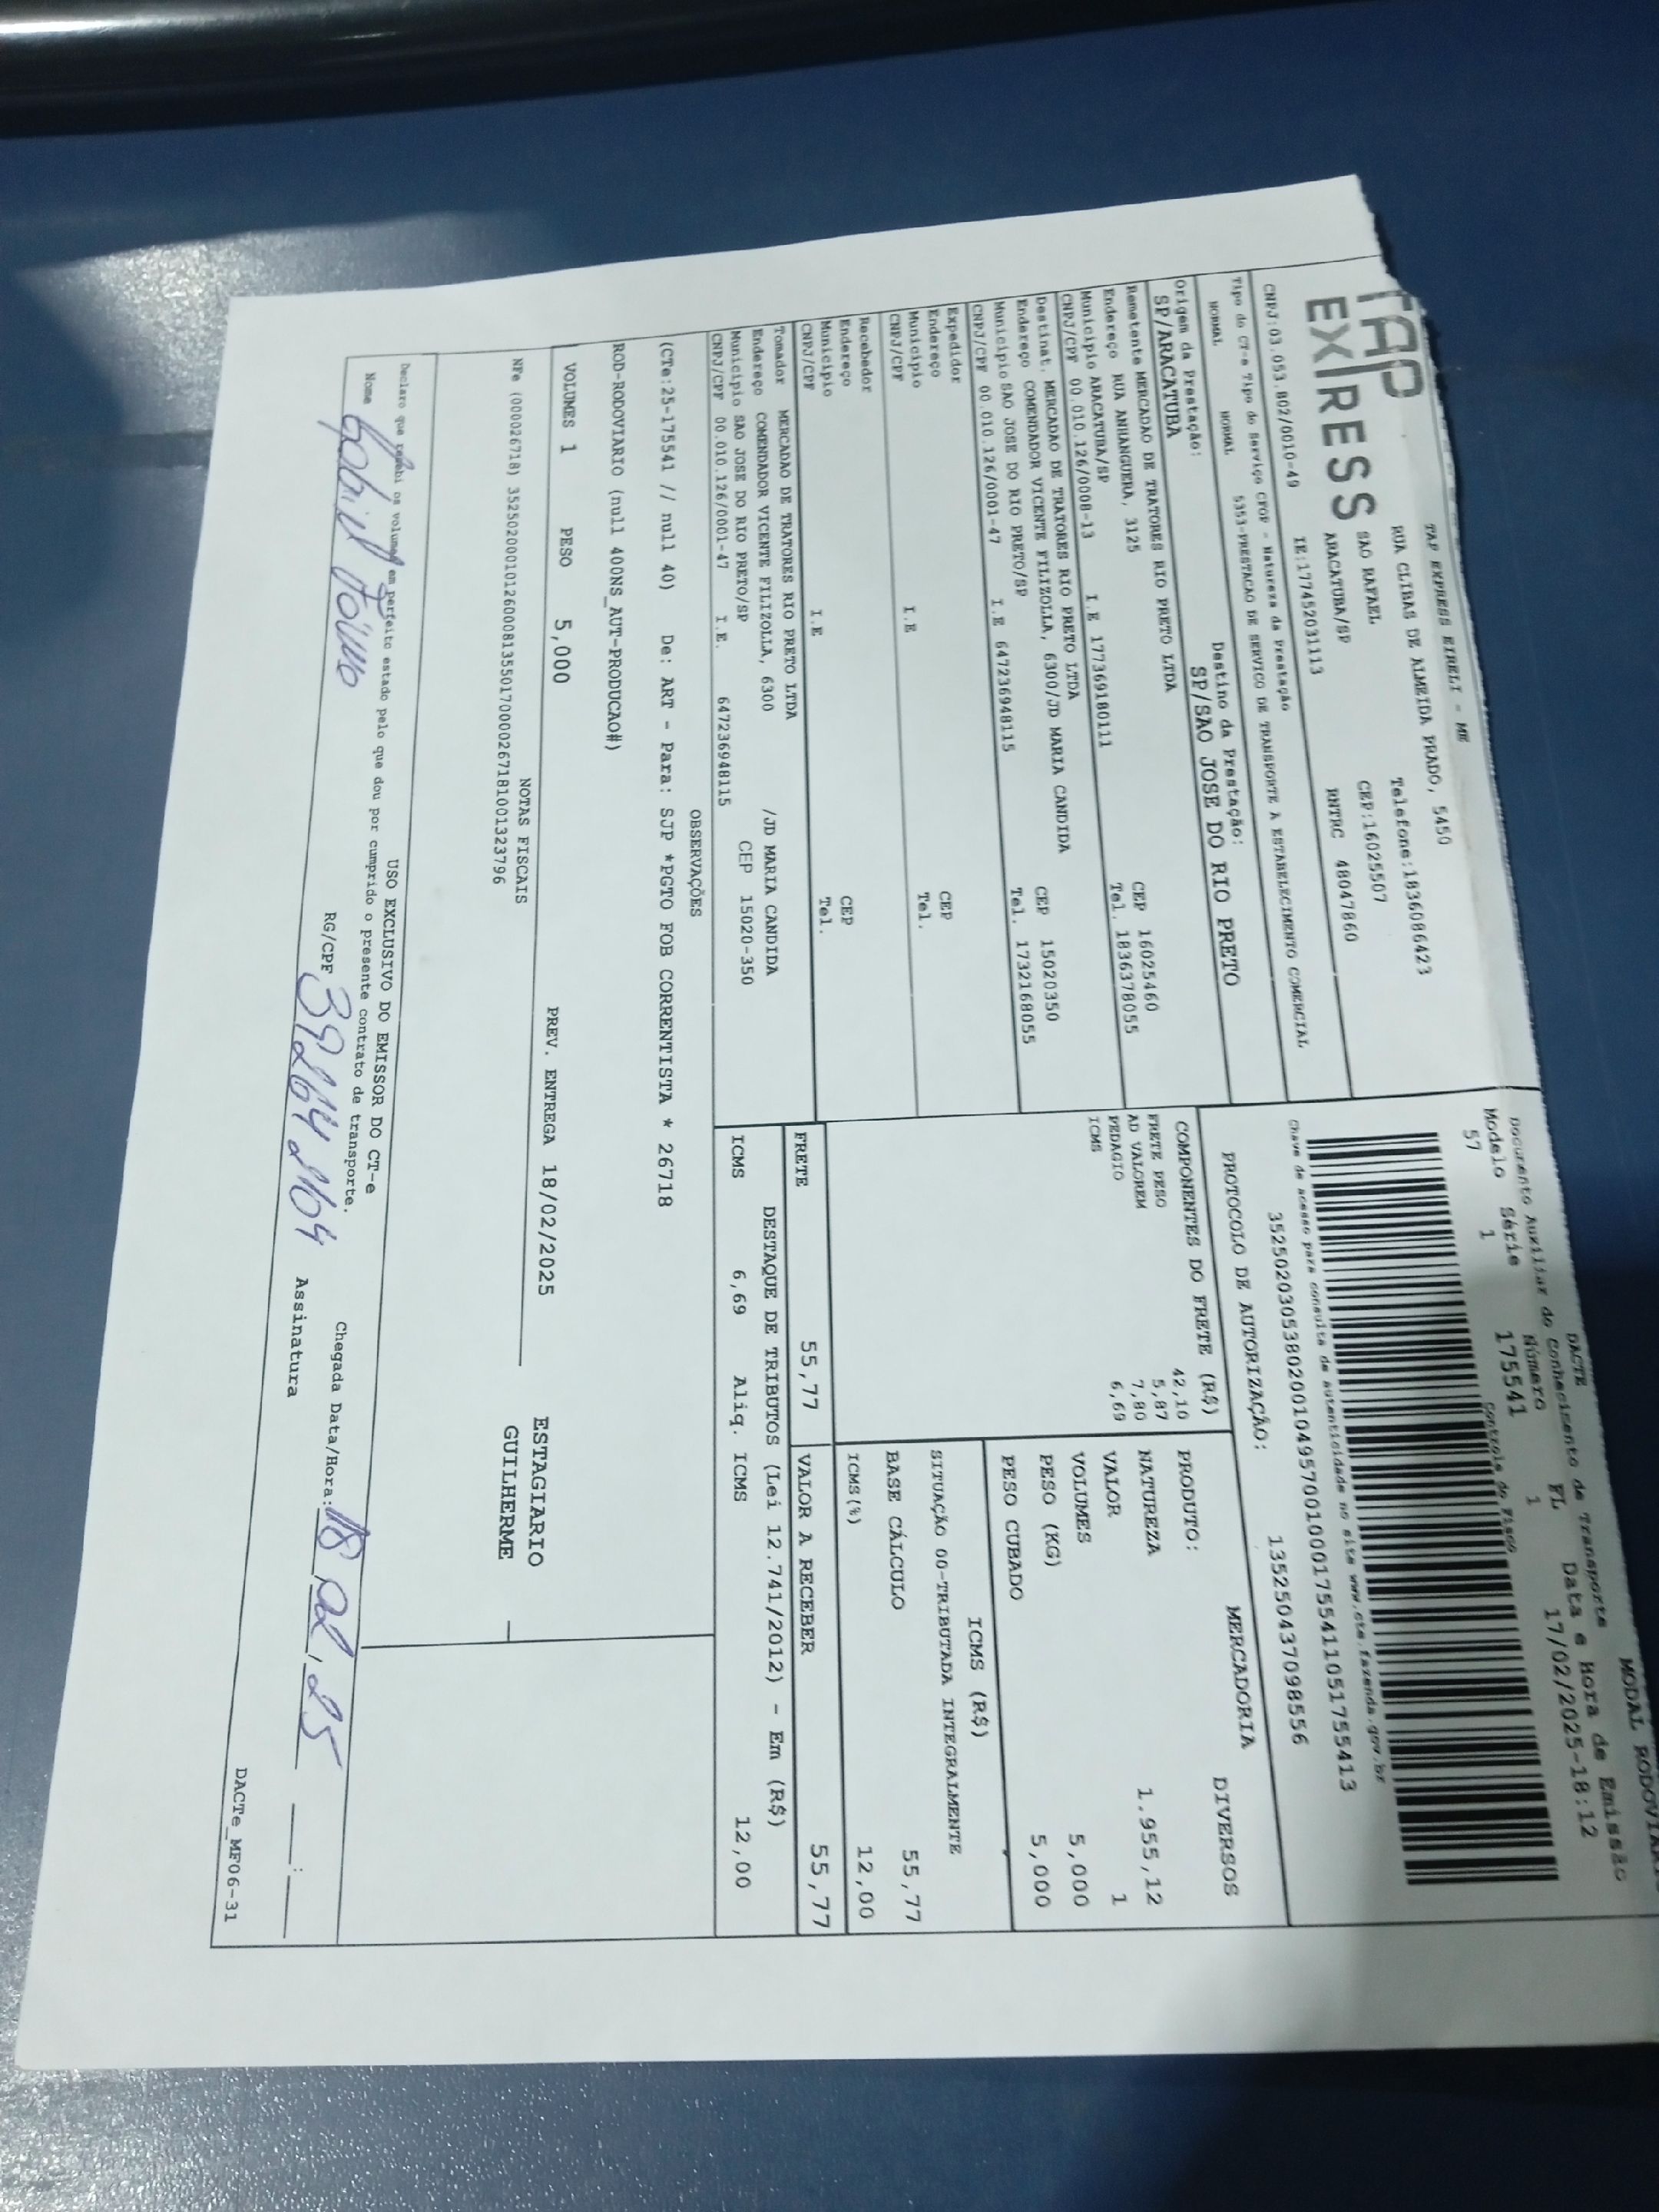 TAP
EXPRESS
TAP EXPRESS EIRELI - ME
RUA CLIBAS DE ALMEIDA PRADO, 5450
SAO RAFAEL
ARACATUBA/SP
Telefone:1836086423
CEP:16025507
RNTRC 48047860
CNPJ:03.053.802/0010-49 IE:177452031113
Tipo do CT-e Tipo do Serviço CFOP - Natureza da Prestação
NORMAL NORMAL 5353-PRESTACAO DE SERVICO DE TRANSPORTE A ESTABELECIMENTO COMERCIAL
Origem da Prestação: Destino da Prestação:
SP/ARACATUBA SP/SAO JOSE DO RIO PRETO
Remetente MERCADAO DE TRATORES RIO PRETO LTDA
Endereço RUA ANHANGUERA, 3125 CEP 16025460
Município ARACATUBA/SP Tel. 1836378055
CNPJ/CPF 00.010.126/0008-13 I.E 177369180111
Destinat. MERCADAO DE TRATORES RIO PRETO LTDA
Endereço COMENDADOR VICENTE FILIZOLLA, 6300/JD MARIA CANDIDA CEP 15020350
Município SAO JOSE DO RIO PRETO/SP Tel. 1732168055
CNPJ/CPF 00.010.126/0001-47 I.E 647236948115
Expedidor
Endereço CEP
Município Tel.
CNPJ/CPF I.E
Recebedor
Endereço CEP
Município Tel.
CNPJ/CPF I.E
Tomador MERCADAO DE TRATORES RIO PRETO LTDA
Endereço COMENDADOR VICENTE FILIZOLLA, 6300 /JD MARIA CANDIDA
Município SAO JOSE DO RIO PRETO/SP CEP 15020-350
CNPJ/CPF 00.010.126/0001-47 I.E. 647236948115
MODAL
DACTE
Documento Auxiliar do Conhecimento de Transporte
Modelo Série Número FL Data e Hora de Emissão
57 1 175541 1 17/02/2025-18:12
Controle do Fisco
Chave de acesso para consulta de autenticidade no site www.cte.fazenda.gov.br
35250203053802001049570010001755411051755413
PROTOCOLO DE AUTORIZAÇÃO: 135250437098556
COMPONENTES DO FRETE (R$)
FRETE PESO 42,10
AD VALOREM 5,87
PEDAGIO 7,80
ICMS 6,69
MERCADORIA
PRODUTO: DIVERSOS
NATUREZA
VALOR 1.955,12
VOLUMES 1
PESO (KG) 5,000
PESO CUBADO 5,000
ICMS (R$)
SITUAÇÃO 00-TRIBUTADA INTEGRALMENTE
BASE CÁLCULO 55,77
ICMS(%) 12,00
FRETE 55,77 VALOR A RECEBER 55,77
DESTAQUE DE TRIBUTOS (Lei 12.741/2012) - Em (R$)
ICMS 6,69 Aliq. ICMS 12,00
OBSERVAÇÕES
(CTe:25-175541 // null 40) De: ART - Para: SJP *PGTO FOB CORRENTISTA * 26718
ROD-RODOVIARIO (null 400NS_AUT-PRODUCAO#)
VOLUMES 1 PESO 5,000 PREV. ENTREGA 18/02/2025
NOTAS FISCAIS
NFe (000026718) 35250200010126000813550170000267181001323796
ESTAGIARIO
GUILHERME
USO EXCLUSIVO DO EMISSOR DO CT-e
Declaro que recebi os volumes em perfeito estado pelo que dou por cumprido o presente contrato de transporte.
Nome RG/CPF Assinatura
Chegada Data/Hora: 18 02 25
DACTe_MF06-31